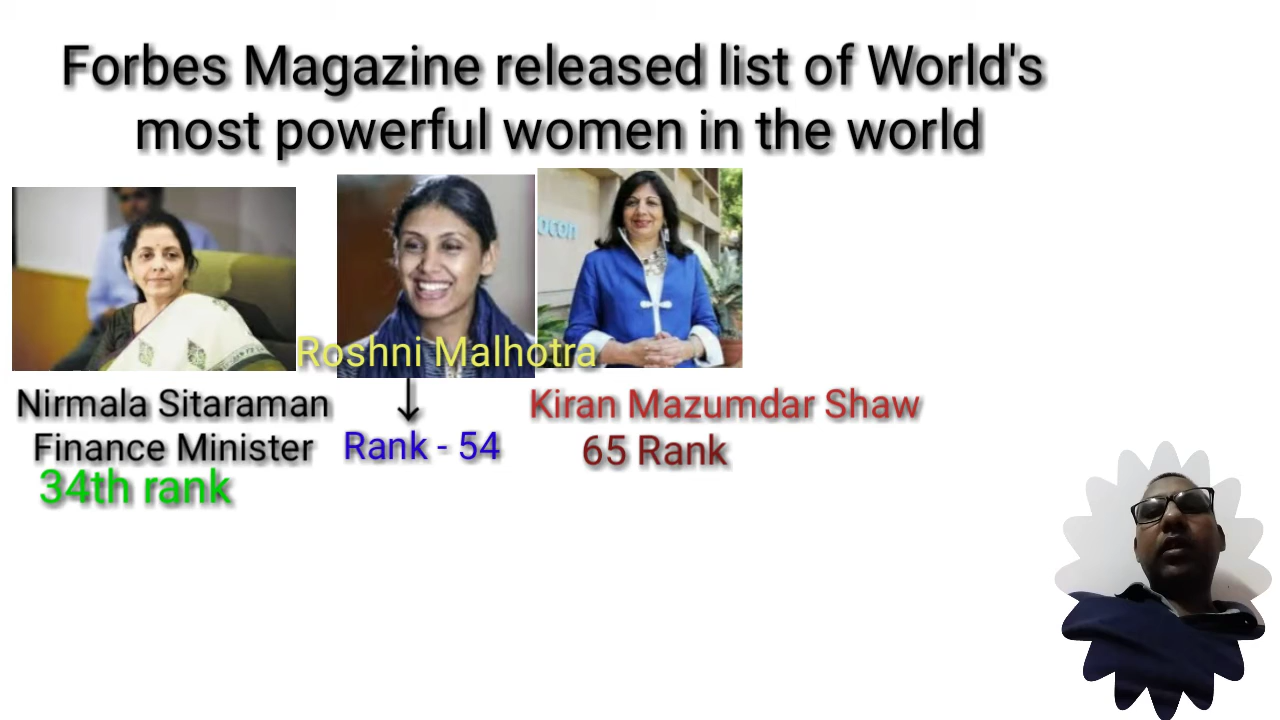 Forbes Magazine released list of World's
most powerful women in the world
ocon
Roshni Malhotra
Nirmala Sitaraman
Finance Minister
34th rank
Rank - 54
Kiran Mazumdar Shaw
65 Rank